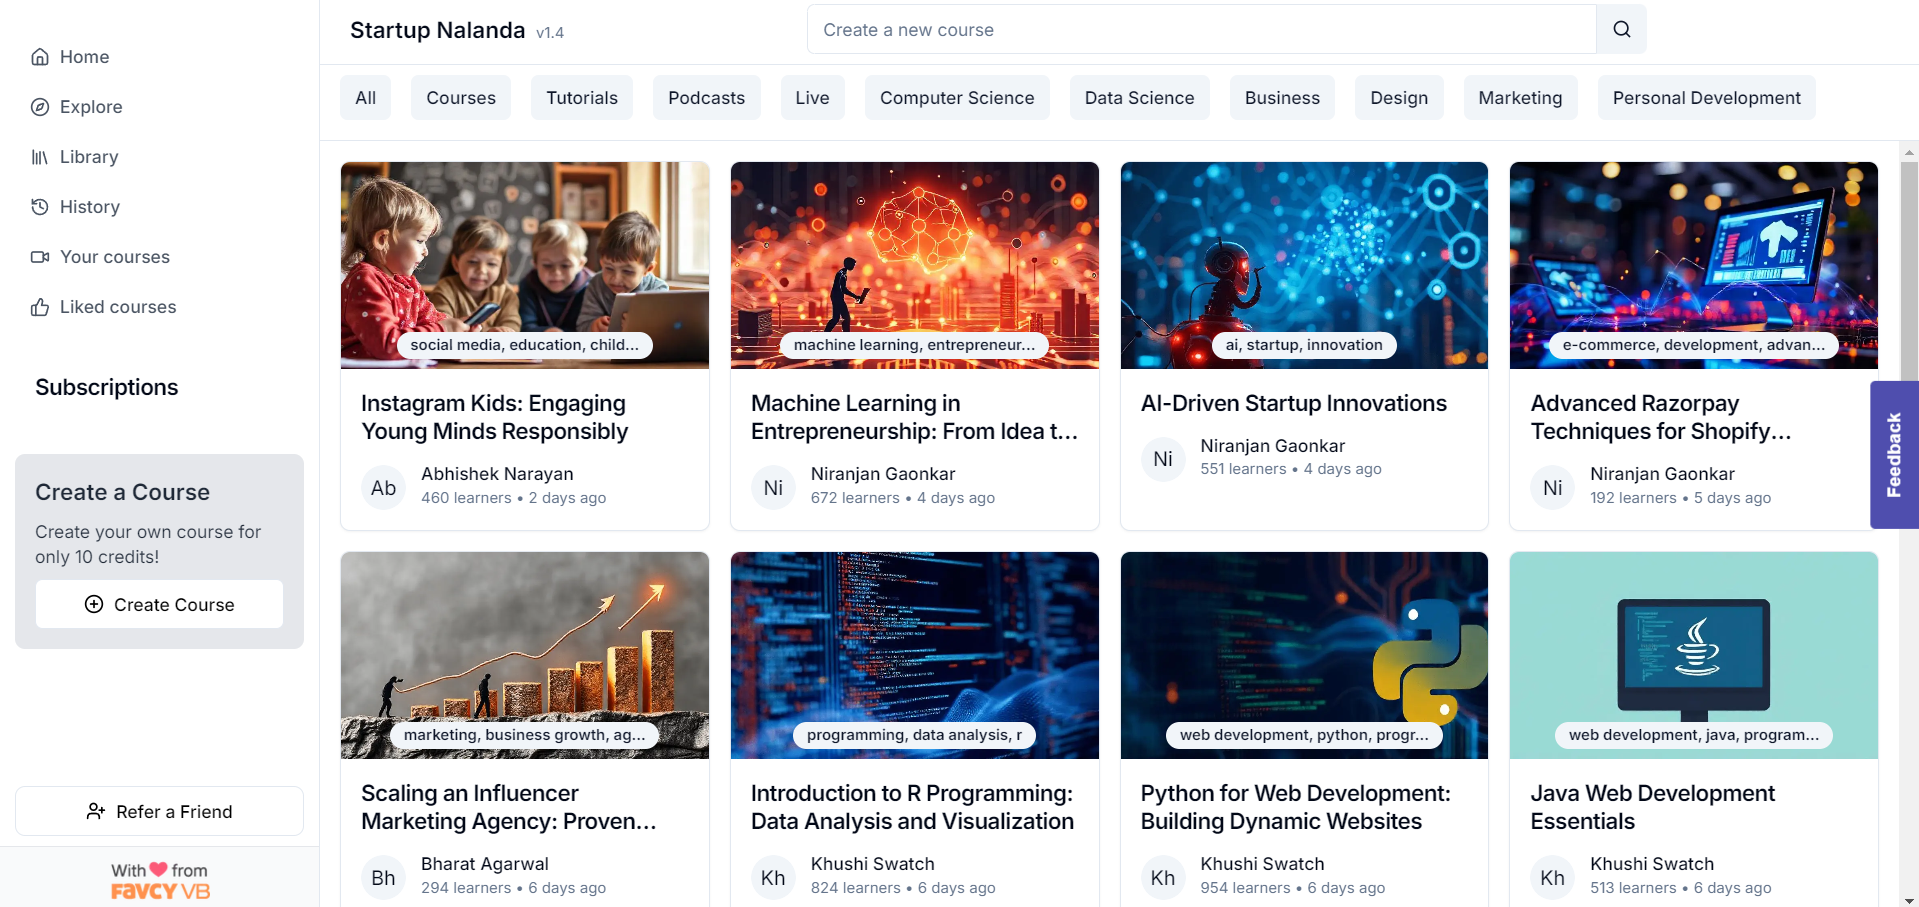 Home
Explore
Library
History
Your courses
Liked courses
Subscriptions
Create a Course
Create your own course for
only 10 credits!
Create Course
Refer a Friend
With ❤ from
FAVCY VB
Startup Nalanda v1.4
Create a new course
All
Courses
Tutorials
Podcasts
Live
Computer Science
Data Science
Business
Design
Marketing
Personal Development
social media, education, child...
Instagram Kids: Engaging
Young Minds Responsibly
Ab
Abhishek Narayan
460 learners • 2 days ago
machine learning, entrepreneur...
Machine Learning in
Entrepreneurship: From Idea t...
Ni
Niranjan Gaonkar
672 learners • 4 days ago
ai, startup, innovation
AI-Driven Startup Innovations
Ni
Niranjan Gaonkar
551 learners • 4 days ago
e-commerce, development, advan...
Advanced Razorpay
Techniques for Shopify...
Ni
Niranjan Gaonkar
192 learners • 5 days ago
marketing, business growth, ag...
Scaling an Influencer
Marketing Agency: Proven...
Bh
Bharat Agarwal
294 learners • 6 days ago
programming, data analysis, r
Introduction to R Programming:
Data Analysis and Visualization
Kh
Khushi Swatch
824 learners • 6 days ago
web development, python, progr...
Python for Web Development:
Building Dynamic Websites
Kh
Khushi Swatch
954 learners • 6 days ago
web development, java, program...
Java Web Development
Essentials
Kh
Khushi Swatch
513 learners • 6 days ago
Feedback